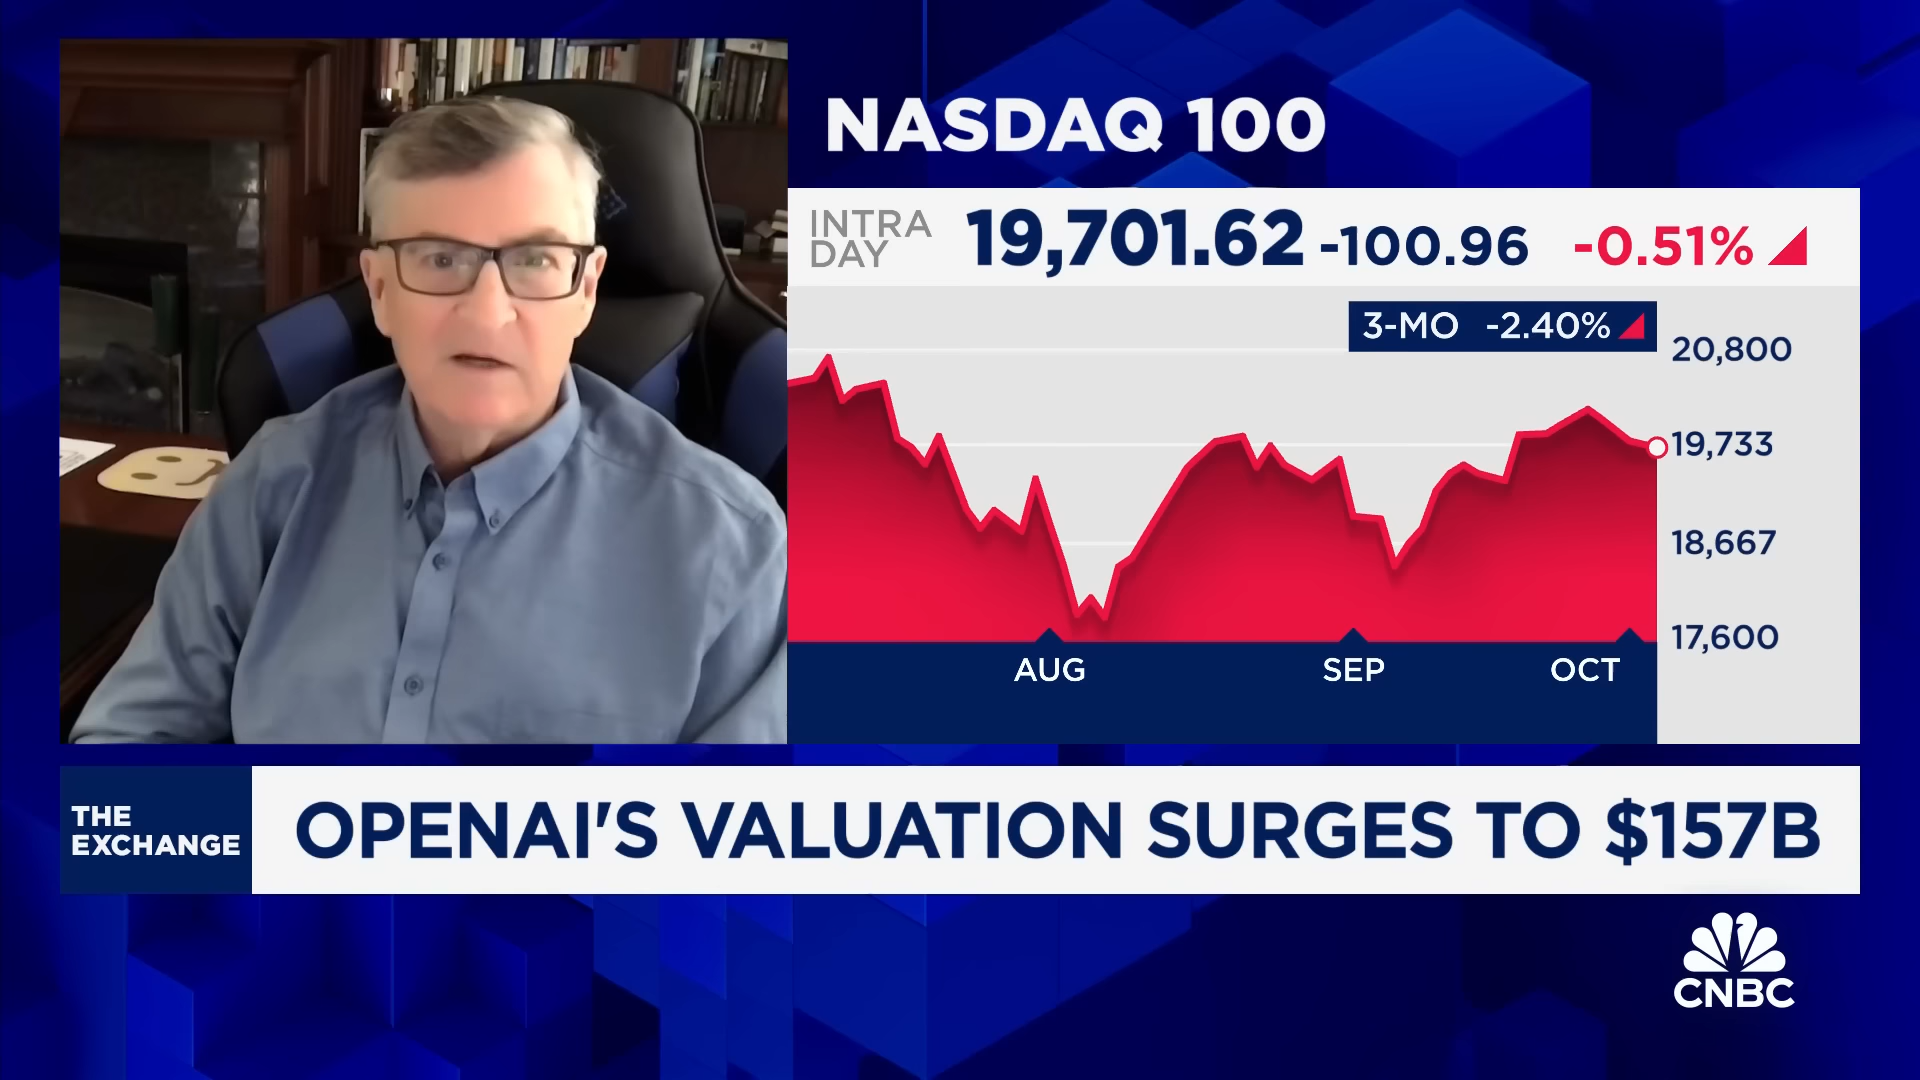 NASDAQ 100
INTRA
DAY
19,701.62 -100.96 -0.51%
3-MO -2.40%
20,800
19,733
18,667
17,600
AUG SEP OCT
THE
EXCHANGE
OPENAI'S VALUATION SURGES TO $157B
CNBC